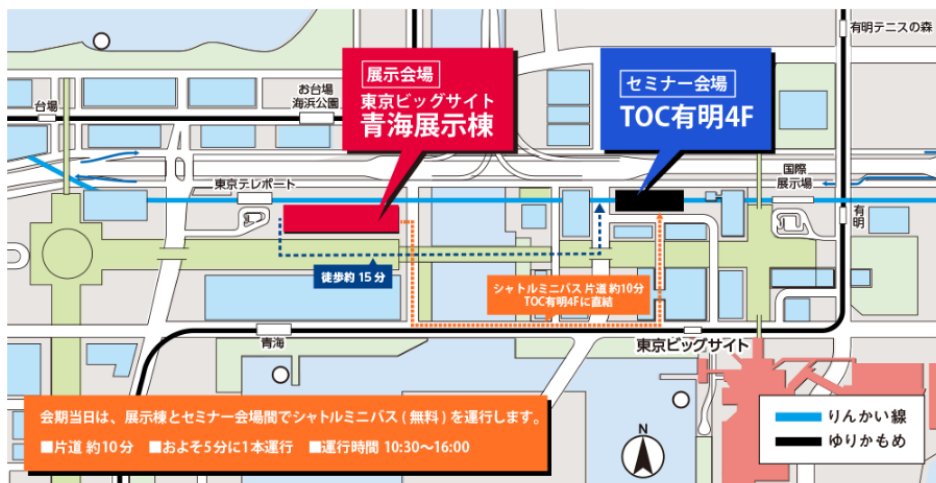 有明テニスの森
展示会場
東京ビッグサイト
青海展示棟
セミナー会場
TOC有明4F
お台場
海浜公園
台場
東京テレポート
国際
展示場
有明
徒歩約15分
シャトルミニバス 片道 約10分
TOC有明4Fに直結
青海
東京ビッグサイト
会期当日は、展示棟とセミナー会場間でシャトルミニバス(無料)を運行します。
■片道 約10分 ■およそ5分に1本運行 ■運行時間 10:30〜16:00
N
りんかい線
ゆりかもめ